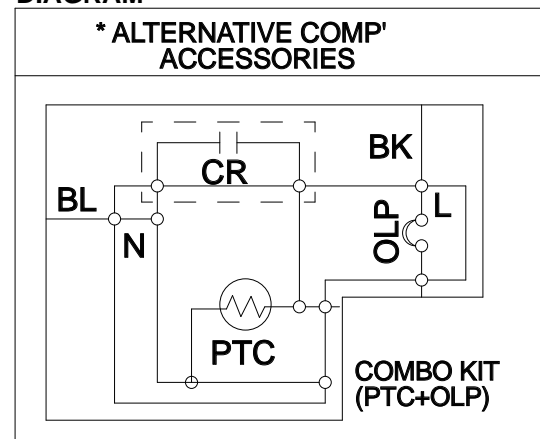 DIAGRAM
* ALTERNATIVE COMP'
ACCESSORIES
BK
CR
BL
L
OLP
N
PTC
COMBO KIT
(PTC+OLP)